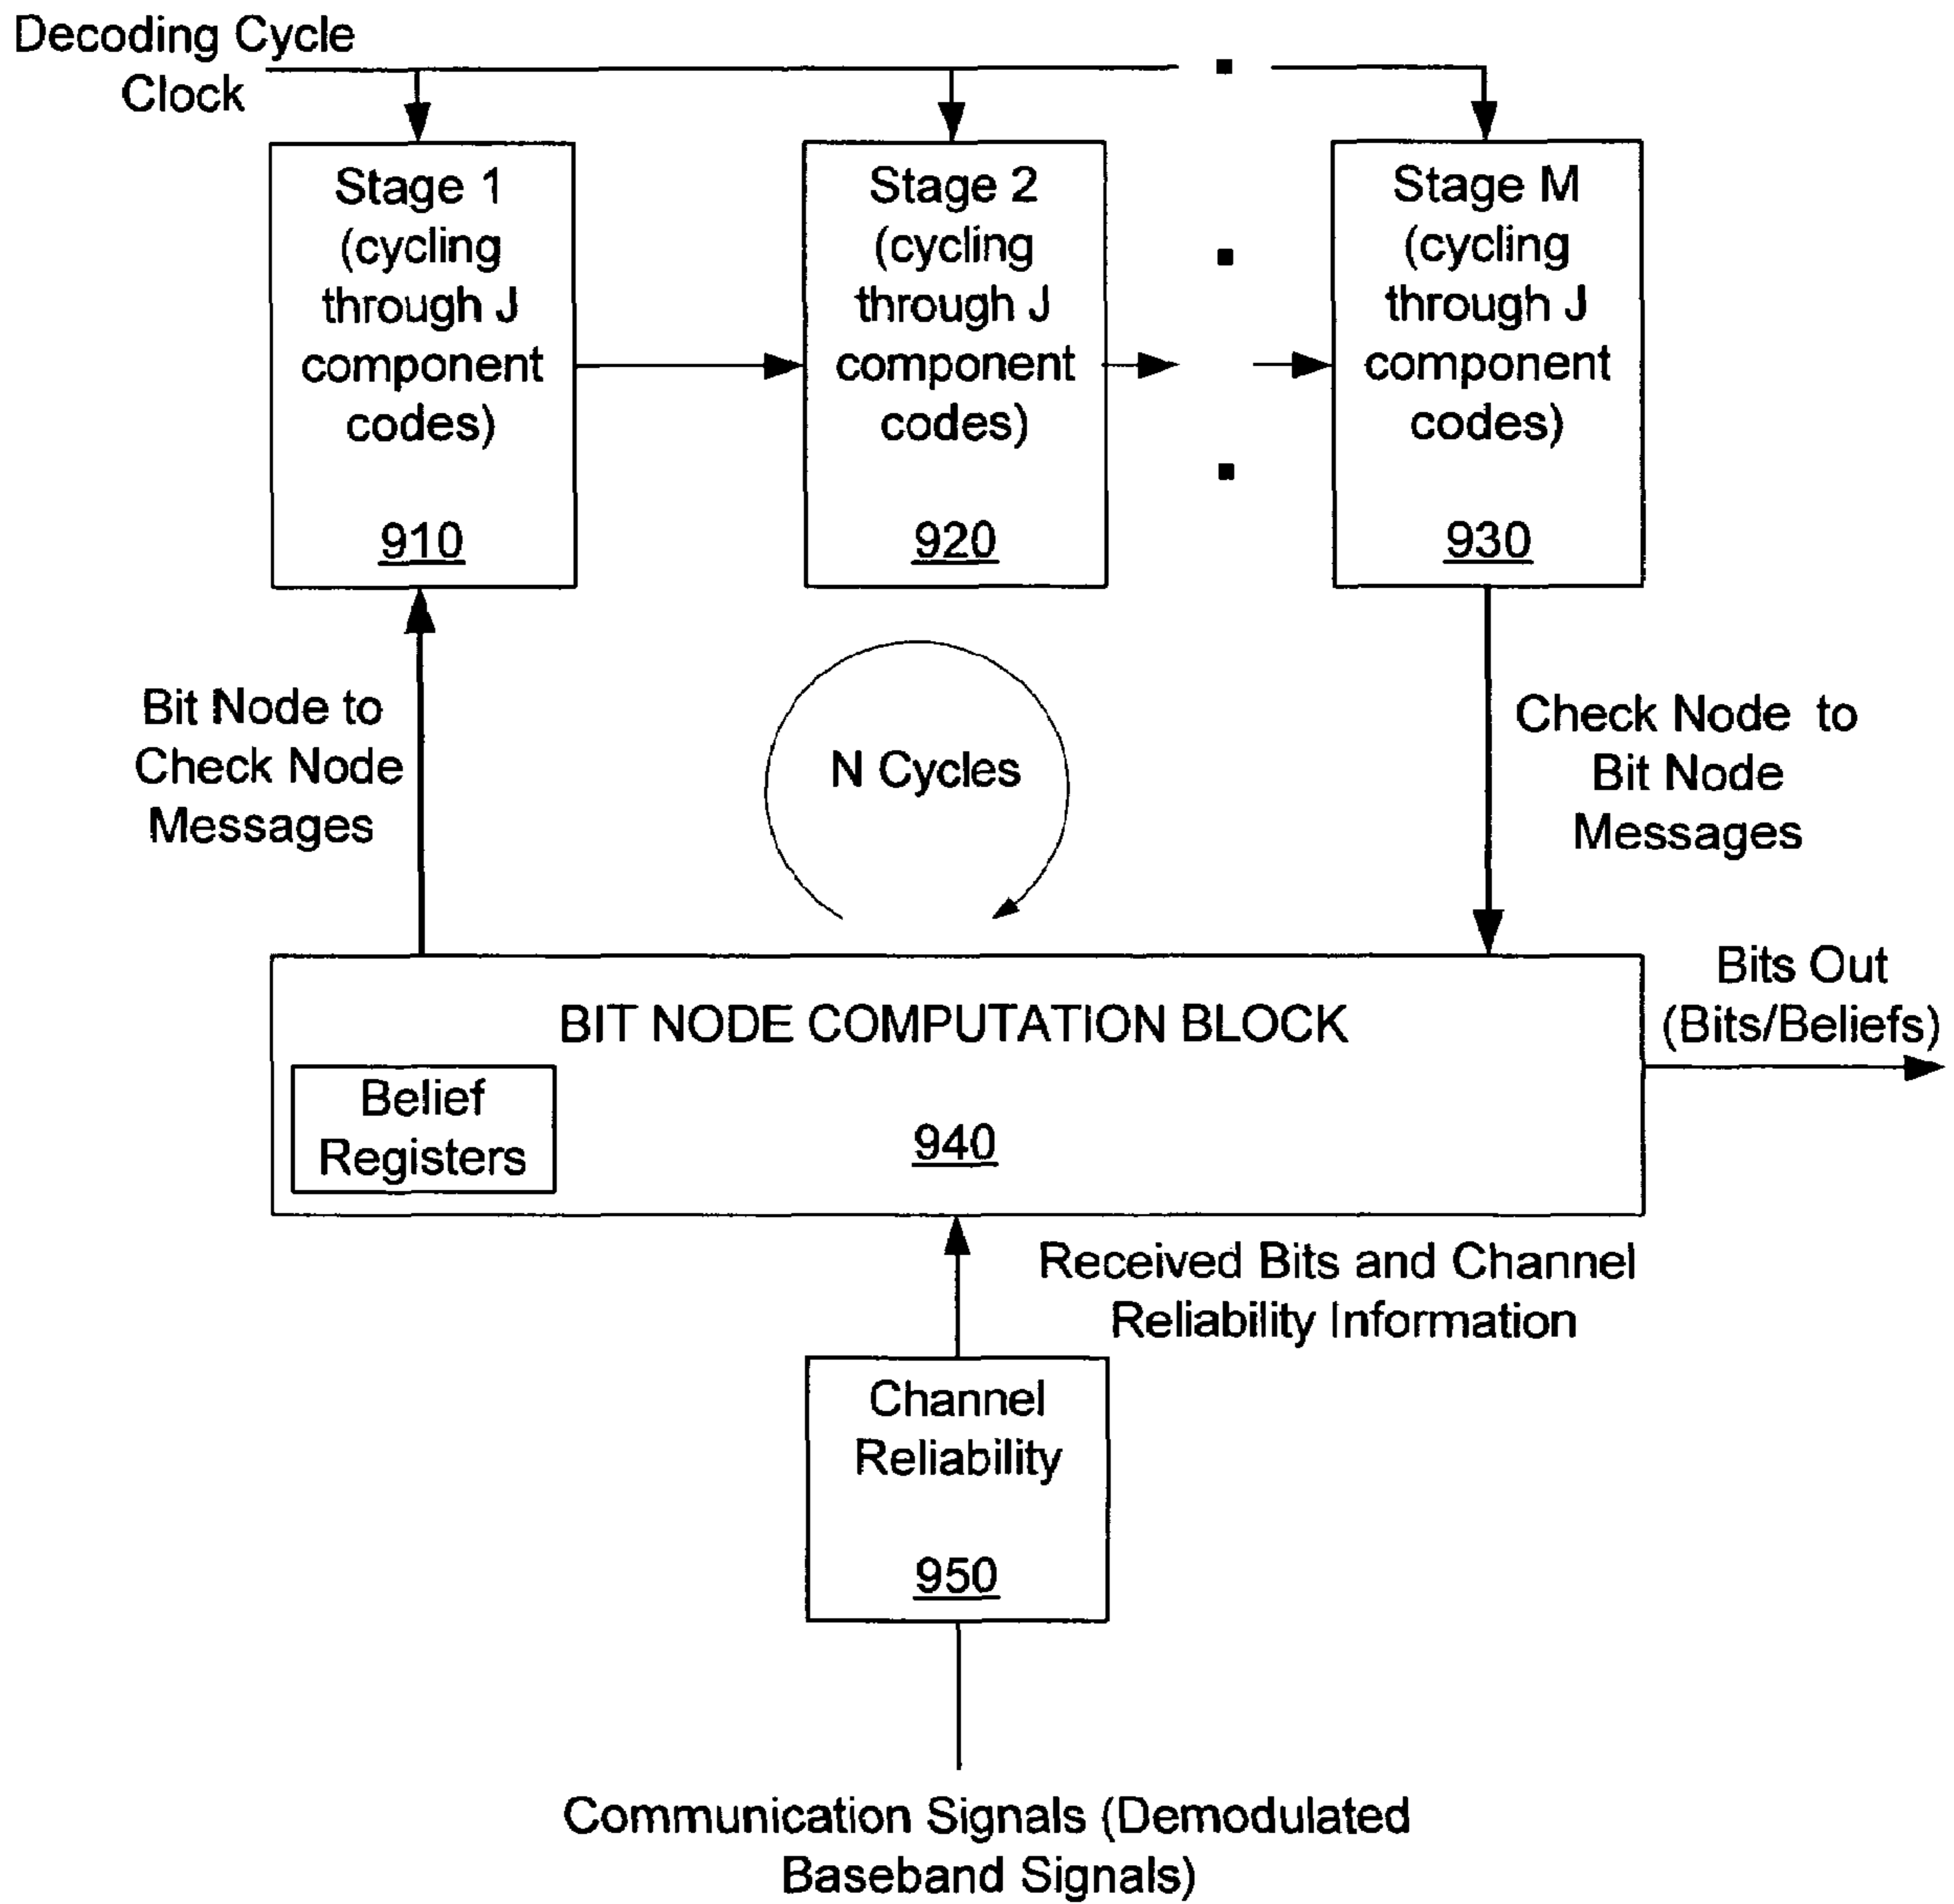 Decoding Cycle
Clock
Stage 1
(cycling
through J
component
codes)
910
Stage 2
(cycling
through J
component
codes)
920
Stage M
(cycling
through J
component
codes)
930
Bit Node to
Check Node
Messages
N Cycles
Check Node to
Bit Node
Messages
BIT NODE COMPUTATION BLOCK
Belief
Registers
940
Bits Out
(Bits/Beliefs)
Received Bits and Channel
Reliability Information
Channel
Reliability
950
Communication Signals (Demodulated
Baseband Signals)